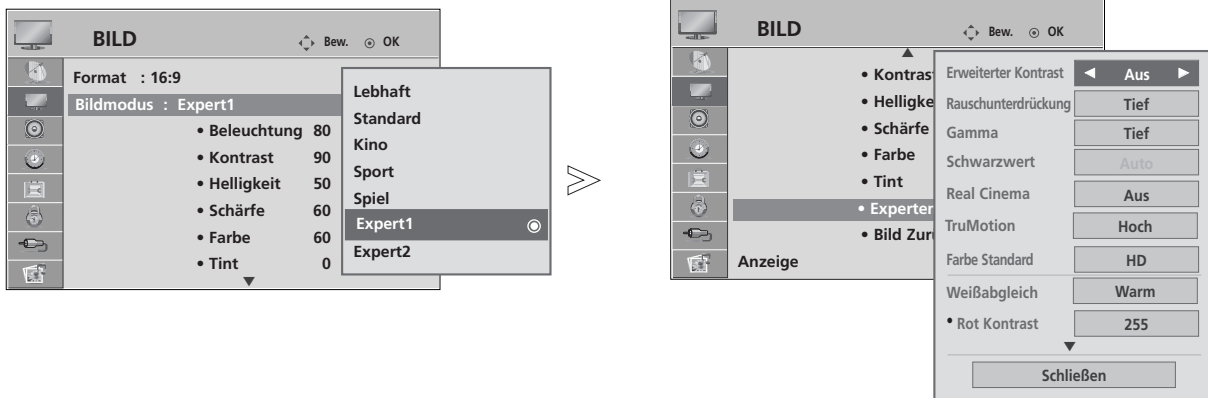 BILD
Bew. OK
Format : 16:9
Bildmodus : Expert1
• Beleuchtung 80
• Kontrast 90
• Helligkeit 50
• Schärfe 60
• Farbe 60
• Tint 0
Lebhaft
Standard
Kino
Sport
Spiel
Expert1
Expert2
BILD
Bew. OK
• Kontras
• Helligke
• Schärfe
• Farbe
• Tint
• Experter
• Bild Zur
Anzeige
Erweiterter Kontrast Aus
Rauschunterdrückung Tief
Gamma Tief
Schwarzwert Auto
Real Cinema Aus
TruMotion Hoch
Farbe Standard HD
Weißabgleich Warm
• Rot Kontrast 255
Schließen